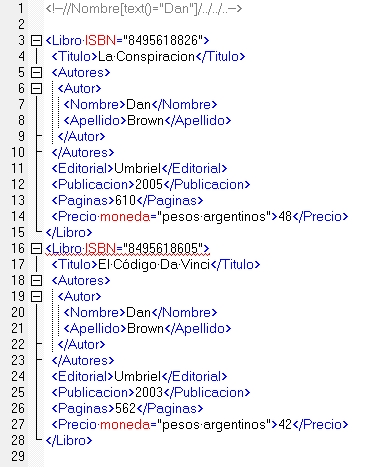 1 <!--//Nombre[text()="Dan"]/../../..-->
2
3 <Libro·ISBN="8495618826">
4 <Titulo>La·Conspiracion</Titulo>
5 <Autores>
6 <Autor>
7 <Nombre>Dan</Nombre>
8 <Apellido>Brown</Apellido>
9 </Autor>
10 </Autores>
11 <Editorial>Umbriel</Editorial>
12 <Publicacion>2005</Publicacion>
13 <Paginas>610</Paginas>
14 <Precio·moneda="pesos·argentinos">48</Precio>
15 </Libro>
16 <Libro·ISBN="8495618605">
17 <Titulo>El·Código·Da·Vinci</Titulo>
18 <Autores>
19 <Autor>
20 <Nombre>Dan</Nombre>
21 <Apellido>Brown</Apellido>
22 </Autor>
23 </Autores>
24 <Editorial>Umbriel</Editorial>
25 <Publicacion>2003</Publicacion>
26 <Paginas>562</Paginas>
27 <Precio·moneda="pesos·argentinos">42</Precio>
28 </Libro>
29